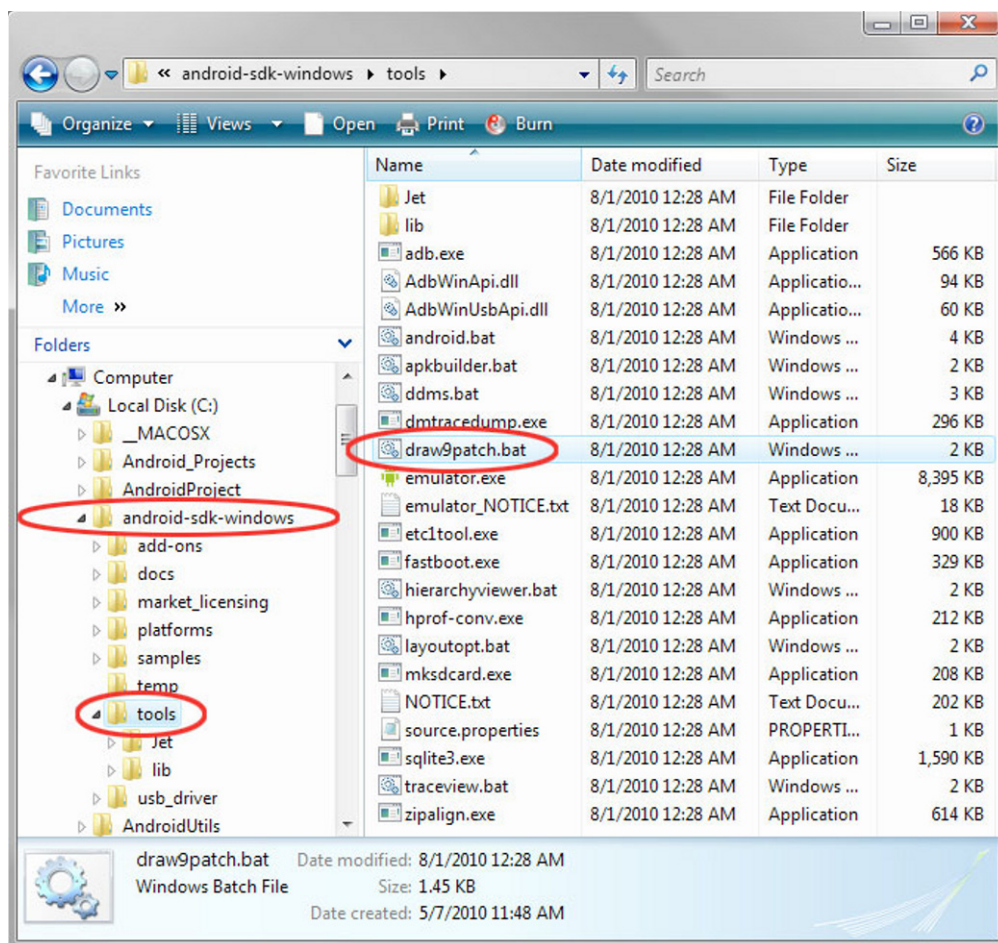 « android-sdk-windows ▸ tools ▸ Search
Organize Views Open Print Burn
Favorite Links
Documents
Pictures
Music
More »
Folders
Computer
Local Disk (C:)
__MACOSX
Android_Projects
AndroidProject
android-sdk-windows
add-ons
docs
market_licensing
platforms
samples
temp
tools
Jet
lib
usb_driver
AndroidUtils
Name Date modified Type Size
Jet 8/1/2010 12:28 AM File Folder
lib 8/1/2010 12:28 AM File Folder
adb.exe 8/1/2010 12:28 AM Application 566 KB
AdbWinApi.dll 8/1/2010 12:28 AM Applicatio... 94 KB
AdbWinUsbApi.dll 8/1/2010 12:28 AM Applicatio... 60 KB
android.bat 8/1/2010 12:28 AM Windows ... 4 KB
apkbuilder.bat 8/1/2010 12:28 AM Windows ... 2 KB
ddms.bat 8/1/2010 12:28 AM Windows ... 3 KB
dmtracedump.exe 8/1/2010 12:28 AM Application 296 KB
draw9patch.bat 8/1/2010 12:28 AM Windows ... 2 KB
emulator.exe 8/1/2010 12:28 AM Application 8,395 KB
emulator_NOTICE.txt 8/1/2010 12:28 AM Text Docu... 18 KB
etc1tool.exe 8/1/2010 12:28 AM Application 900 KB
fastboot.exe 8/1/2010 12:28 AM Application 329 KB
hierarchyviewer.bat 8/1/2010 12:28 AM Windows ... 2 KB
hprof-conv.exe 8/1/2010 12:28 AM Application 212 KB
layoutopt.bat 8/1/2010 12:28 AM Windows ... 2 KB
mksdcard.exe 8/1/2010 12:28 AM Application 208 KB
NOTICE.txt 8/1/2010 12:28 AM Text Docu... 202 KB
source.properties 8/1/2010 12:28 AM PROPERTI... 1 KB
sqlite3.exe 8/1/2010 12:28 AM Application 1,590 KB
traceview.bat 8/1/2010 12:28 AM Windows ... 2 KB
zipalign.exe 8/1/2010 12:28 AM Application 614 KB
draw9patch.bat Date modified: 8/1/2010 12:28 AM
Windows Batch File Size: 1.45 KB
Date created: 5/7/2010 11:48 AM